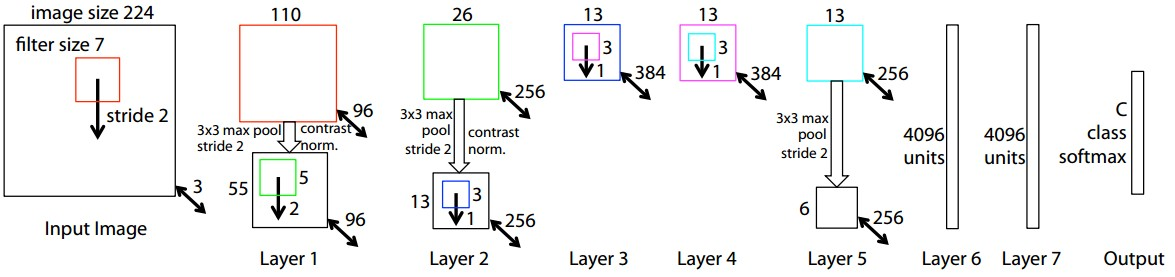 image size 224
filter size 7
stride 2
3
Input Image
110
96
3x3 max pool
stride 2
contrast
norm.
55
5
2
96
Layer 1
26
256
3x3 max
pool
stride 2
contrast
norm.
13
3
1
256
Layer 2
13
3
1
384
Layer 3
13
3
1
384
Layer 4
13
256
3x3 max
pool
stride 2
6
256
Layer 5
4096
units
Layer 6
4096
units
Layer 7
C
class
softmax
Output